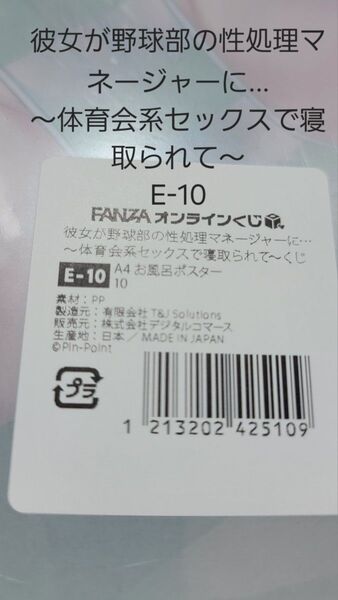 彼女が野球部の性処理マ
ネージャーに…
〜体育会系セックスで寝
取られて〜
E-10
FANZA オンラインくじ
彼女が野球部の性処理マネージャーに…
〜体育会系セックスで寝取られて〜くじ
E-10 A4 お風呂ポスター
10
素材：PP
製造元：有限会社 T&J Solutions
販売元：株式会社デジタルコマース
生産地：日本／ MADE IN JAPAN
©Pin-Point
プラ
1 213202 425109